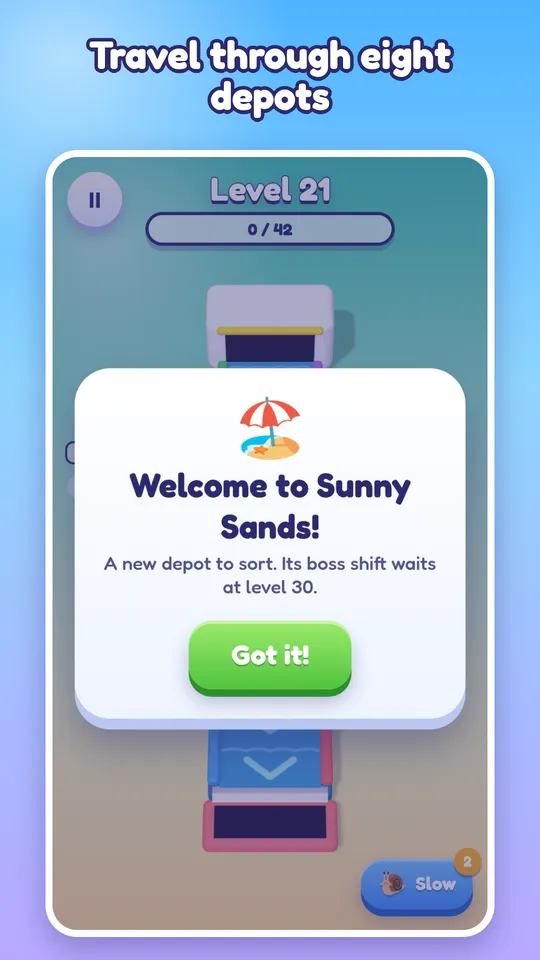 Travel through eight
depots
Level 21
0 / 42
Welcome to Sunny
Sands!
A new depot to sort. Its boss shift waits
at level 30.
Got it!
2
Slow